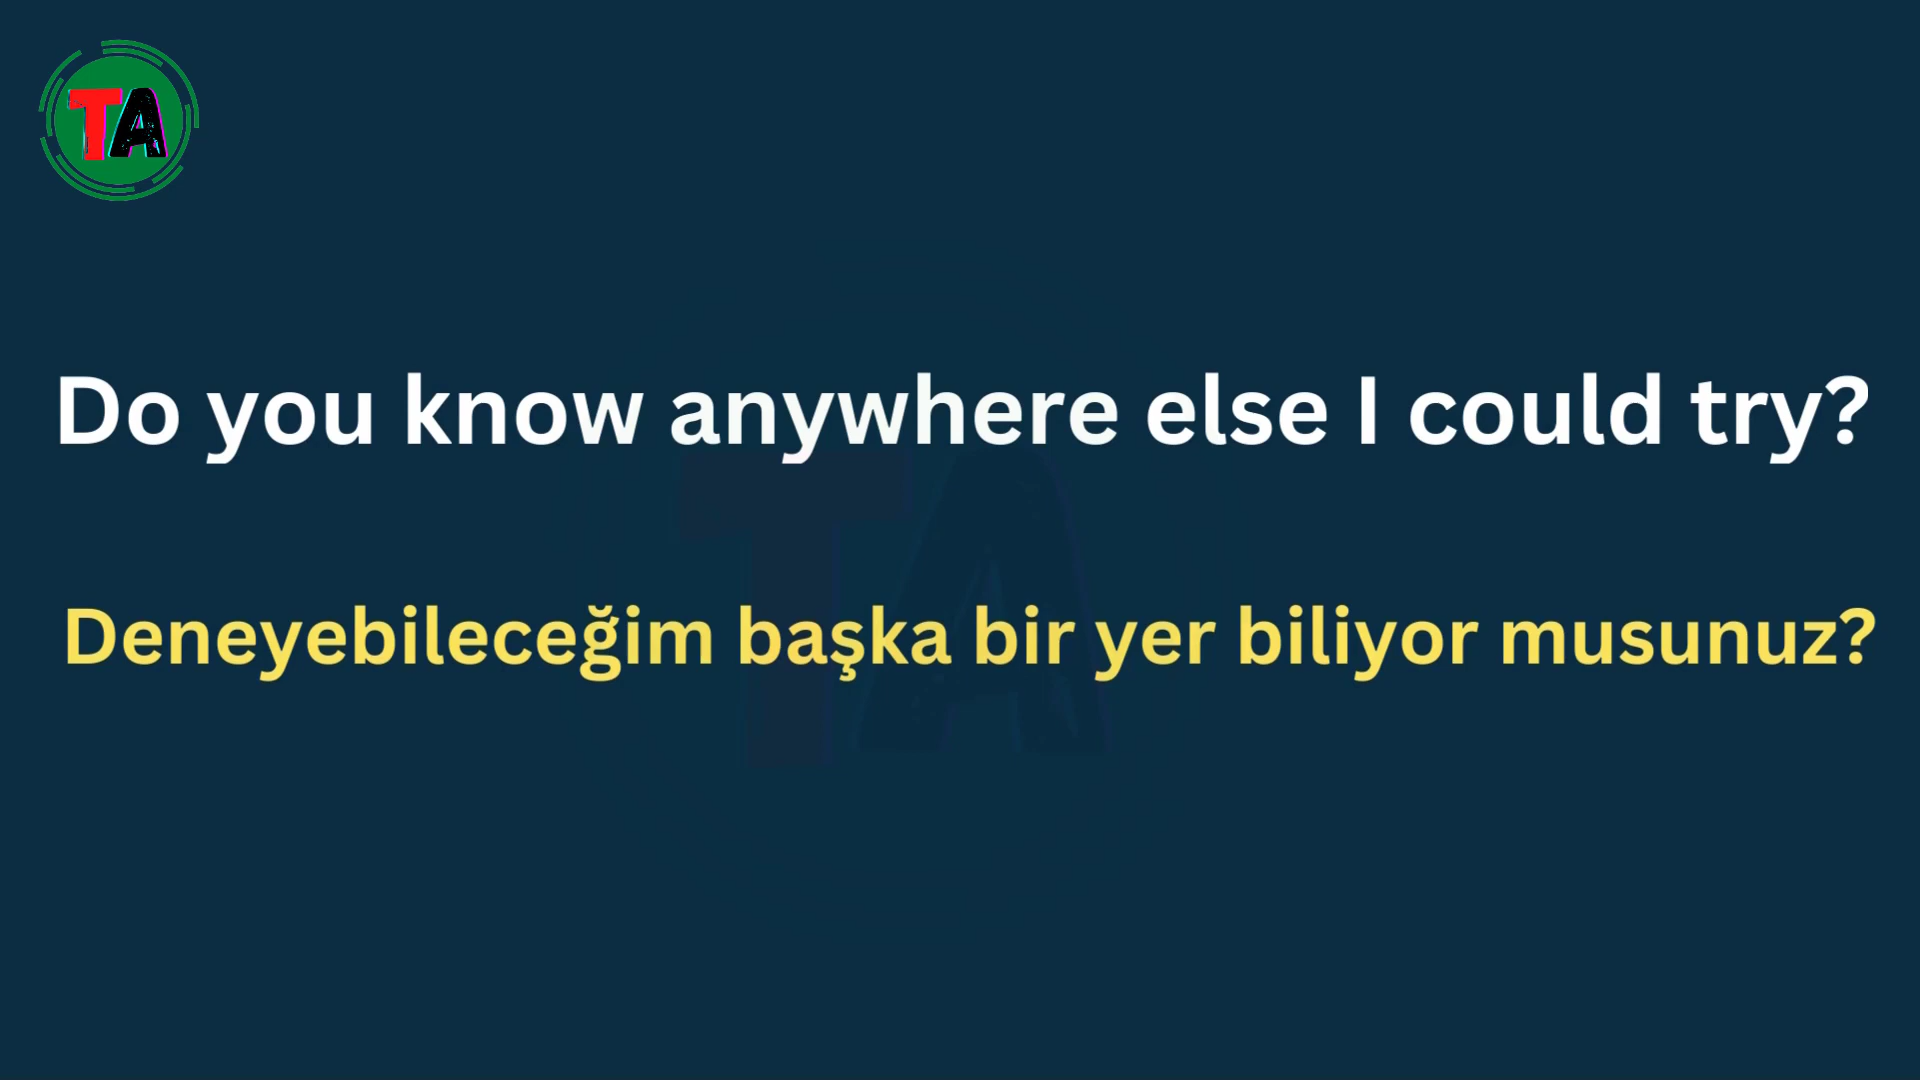 TA
Do you know anywhere else I could try?
Deneyebileceğim başka bir yer biliyor musunuz?